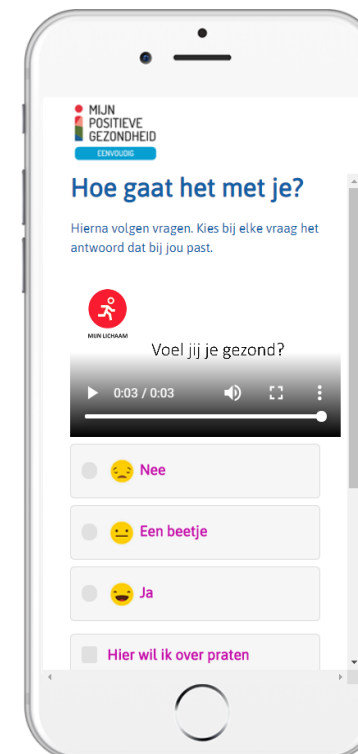 MIJN
POSITIEVE
GEZONDHEID
EENVOUDIG
Hoe gaat het met je?
Hierna volgen vragen. Kies bij elke vraag het
antwoord dat bij jou past.
MIJN LICHAAM
Voel jij je gezond?
0:03 / 0:03
Nee
Een beetje
Ja
Hier wil ik over praten